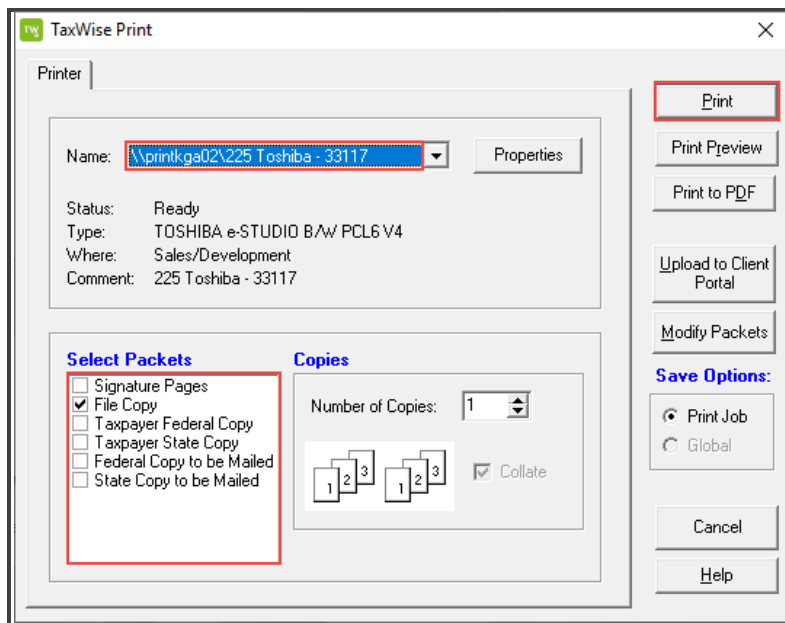 TW TaxWise Print
Printer
Name: \\printkga02\225 Toshiba - 33117
Properties
Status: Ready
Type: TOSHIBA e-STUDIO B/W PCL6 V4
Where: Sales/Development
Comment: 225 Toshiba - 33117
Select Packets
Signature Pages
File Copy
Taxpayer Federal Copy
Taxpayer State Copy
Federal Copy to be Mailed
State Copy to be Mailed
Copies
Number of Copies: 1
1 2 3 1 2 3
Collate
Print
Print Preview
Print to PDF
Upload to Client
Portal
Modify Packets
Save Options:
Print Job
Global
Cancel
Help